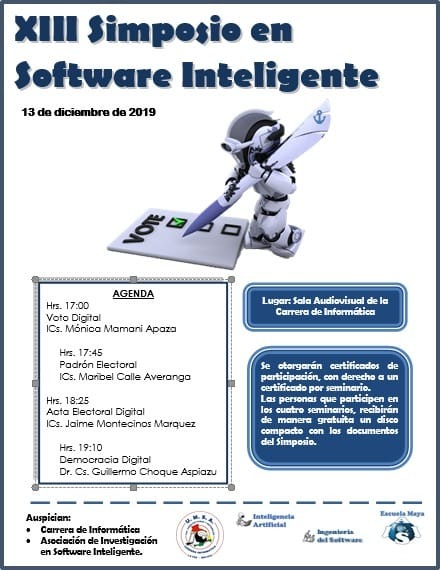 XIII Simposio en
Software Inteligente
13 de diciembre de 2019
VOTE
AGENDA
Hrs. 17:00
Voto Digital
ICs. Mónica Mamani Apaza
Hrs. 17:45
Padrón Electoral
ICs. Maribel Calle Averanga
Hrs. 18:25
Acta Electoral Digital
ICs. Jaime Montecinos Marquez
Hrs. 19:10
Democracia Digital
Dr. Cs. Guillermo Choque Aspiazu
Lugar: Sala Audiovisual de la
Carrera de Informática
Se otorgarán certificados de
participación, con derecho a un
certificado por seminario.
Las personas que participen en
los cuatro seminarios, recibirán
de manera gratuita un disco
compacto con los documentos
del Simposio.
Auspician:
• Carrera de Informática
• Asociación de Investigación
en Software Inteligente.
U.M.S.A.
Inteligencia
Artificial
Ingeniería
del Software
Escuela Maya